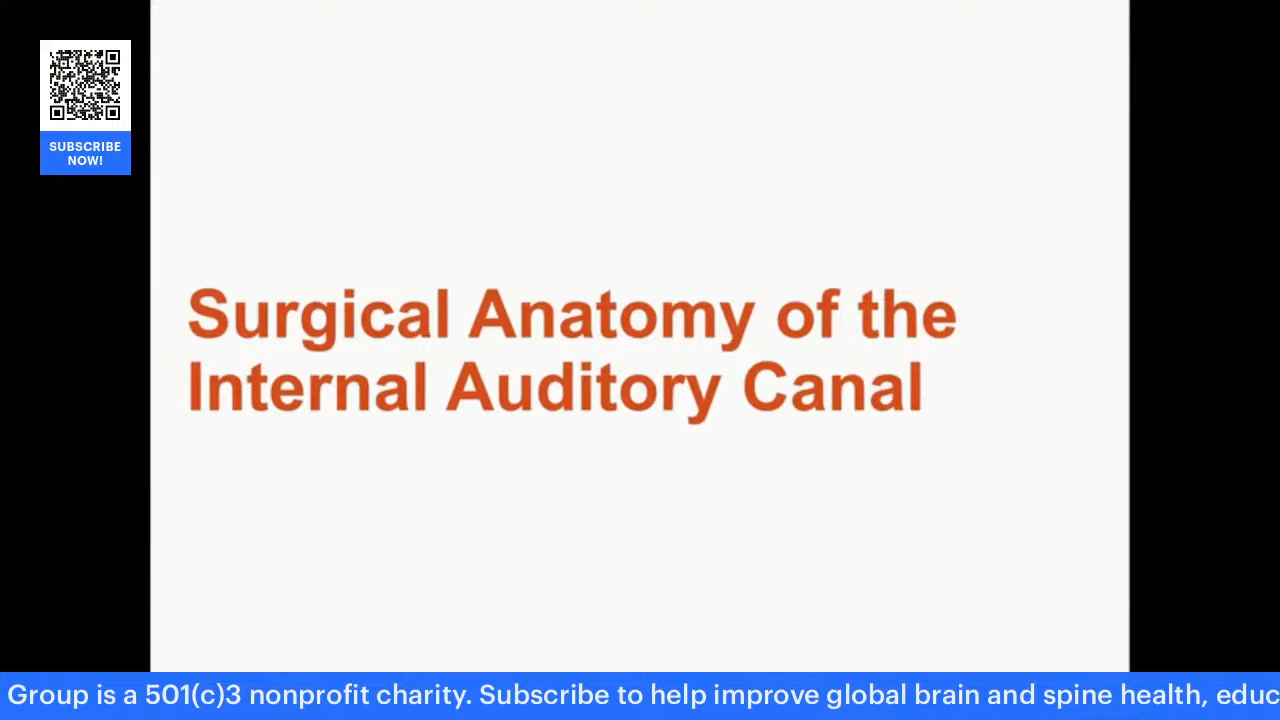 SUBSCRIBE
NOW!
Surgical Anatomy of the
Internal Auditory Canal
Group is a 501(c)3 nonprofit charity. Subscribe to help improve global brain and spine health, educ